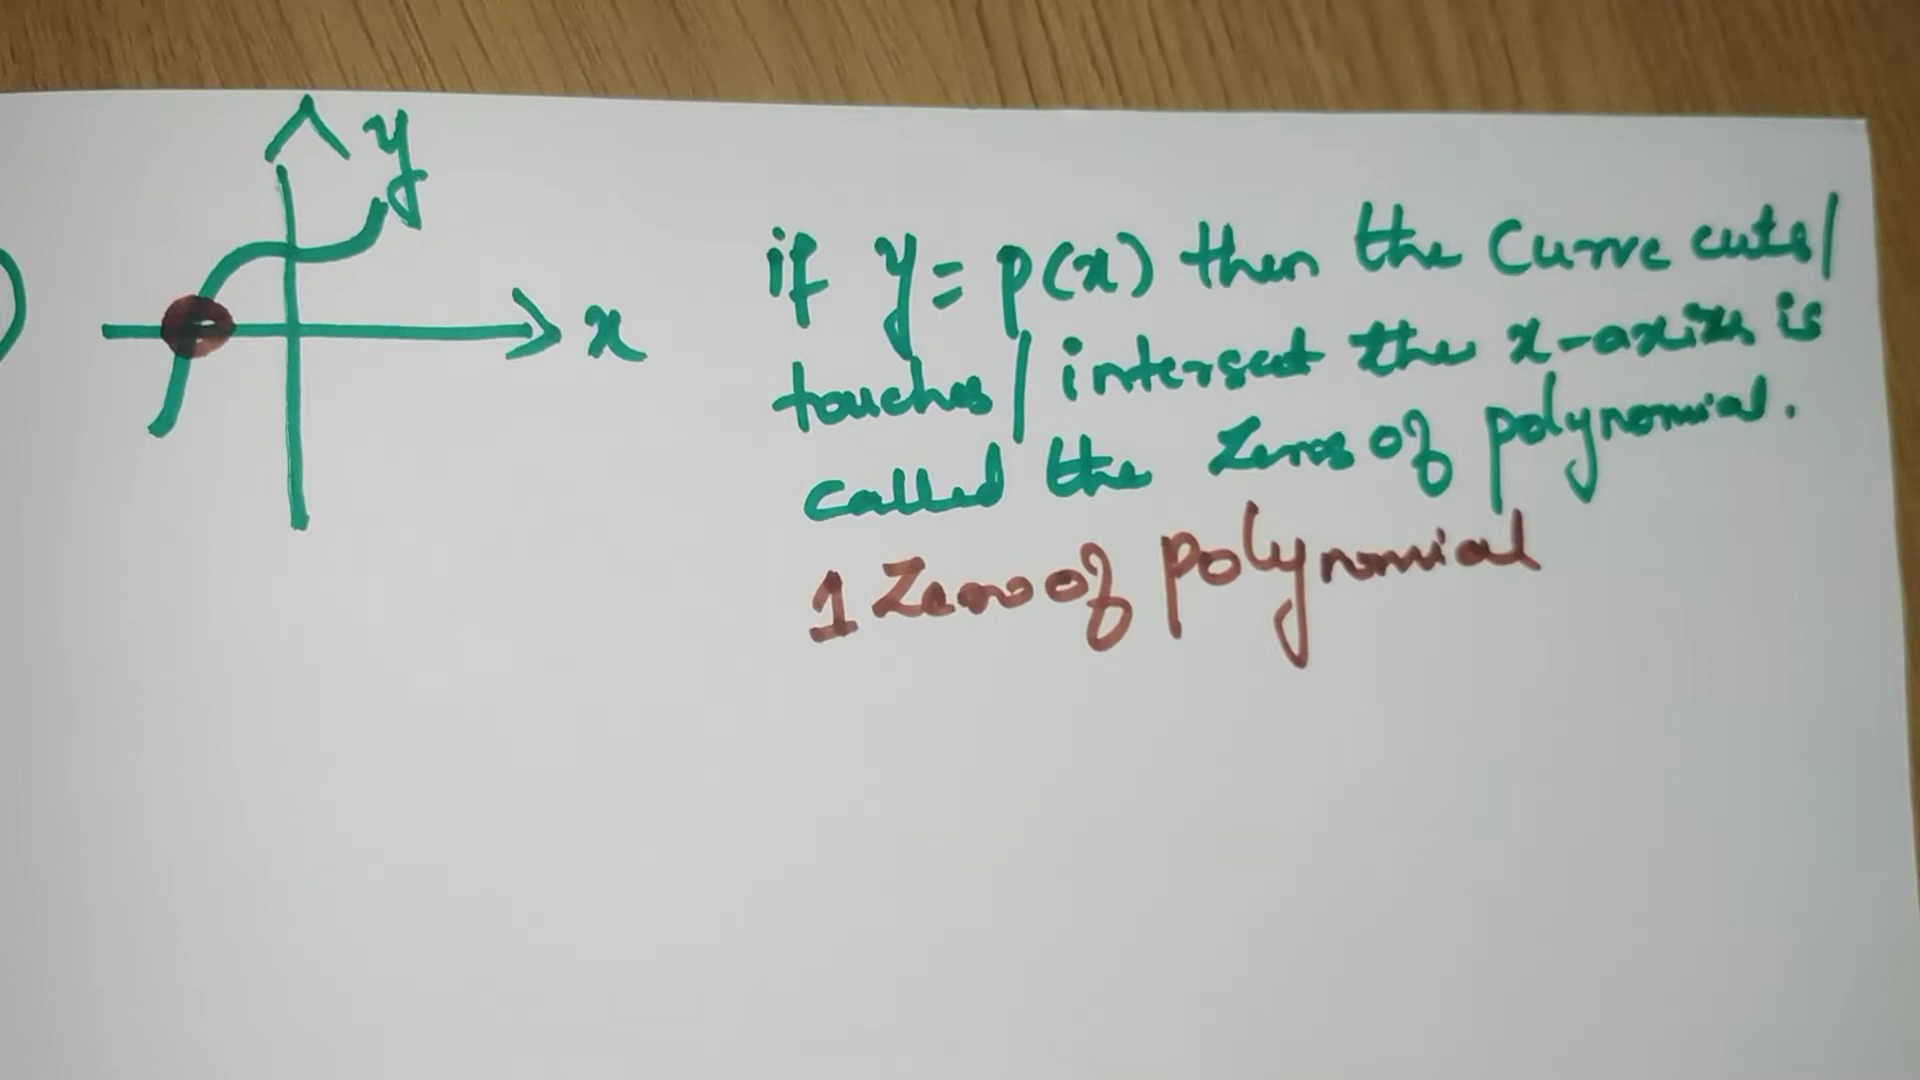 y
x
if y = p(x) then the curve cuts/
touches/ intersect the x-axis is
called the zeros of polynomial.
1 Zero of polynomial